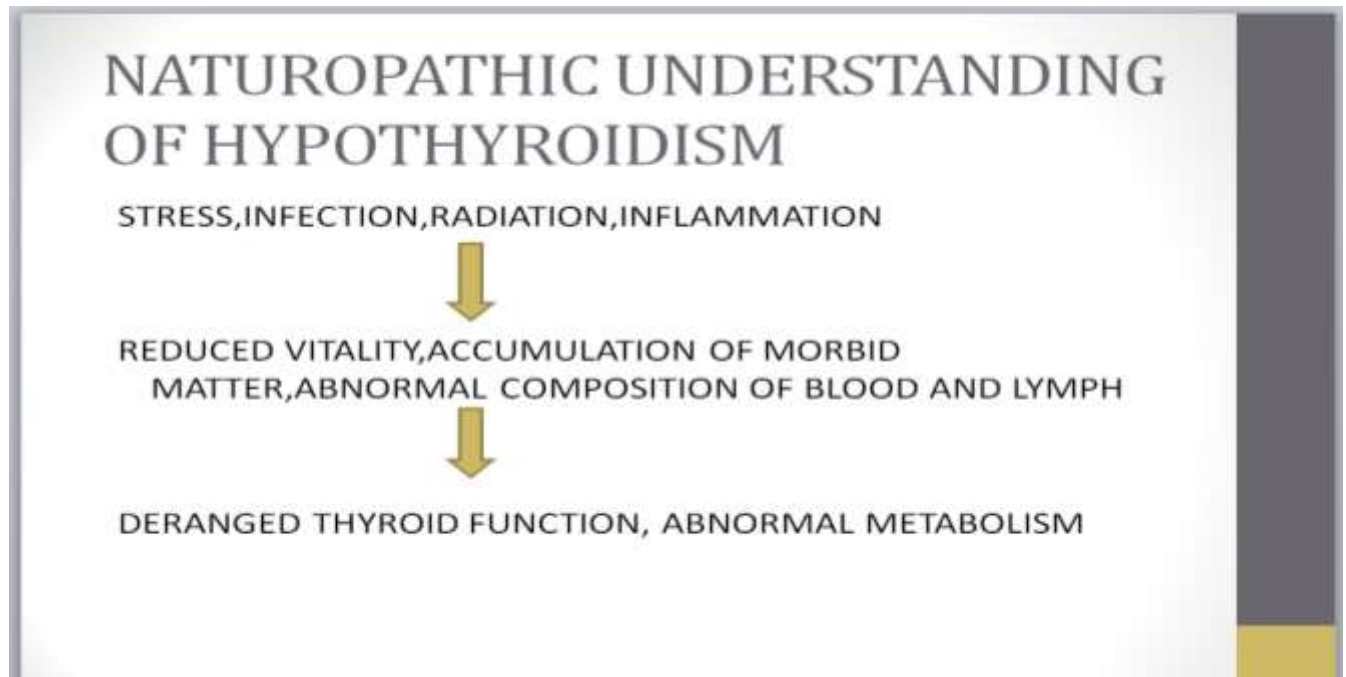 NATUROPATHIC UNDERSTANDING
OF HYPOTHYROIDISM
STRESS,INFECTION,RADIATION,INFLAMMATION
REDUCED VITALITY,ACCUMULATION OF MORBID
MATTER,ABNORMAL COMPOSITION OF BLOOD AND LYMPH
DERANGED THYROID FUNCTION, ABNORMAL METABOLISM